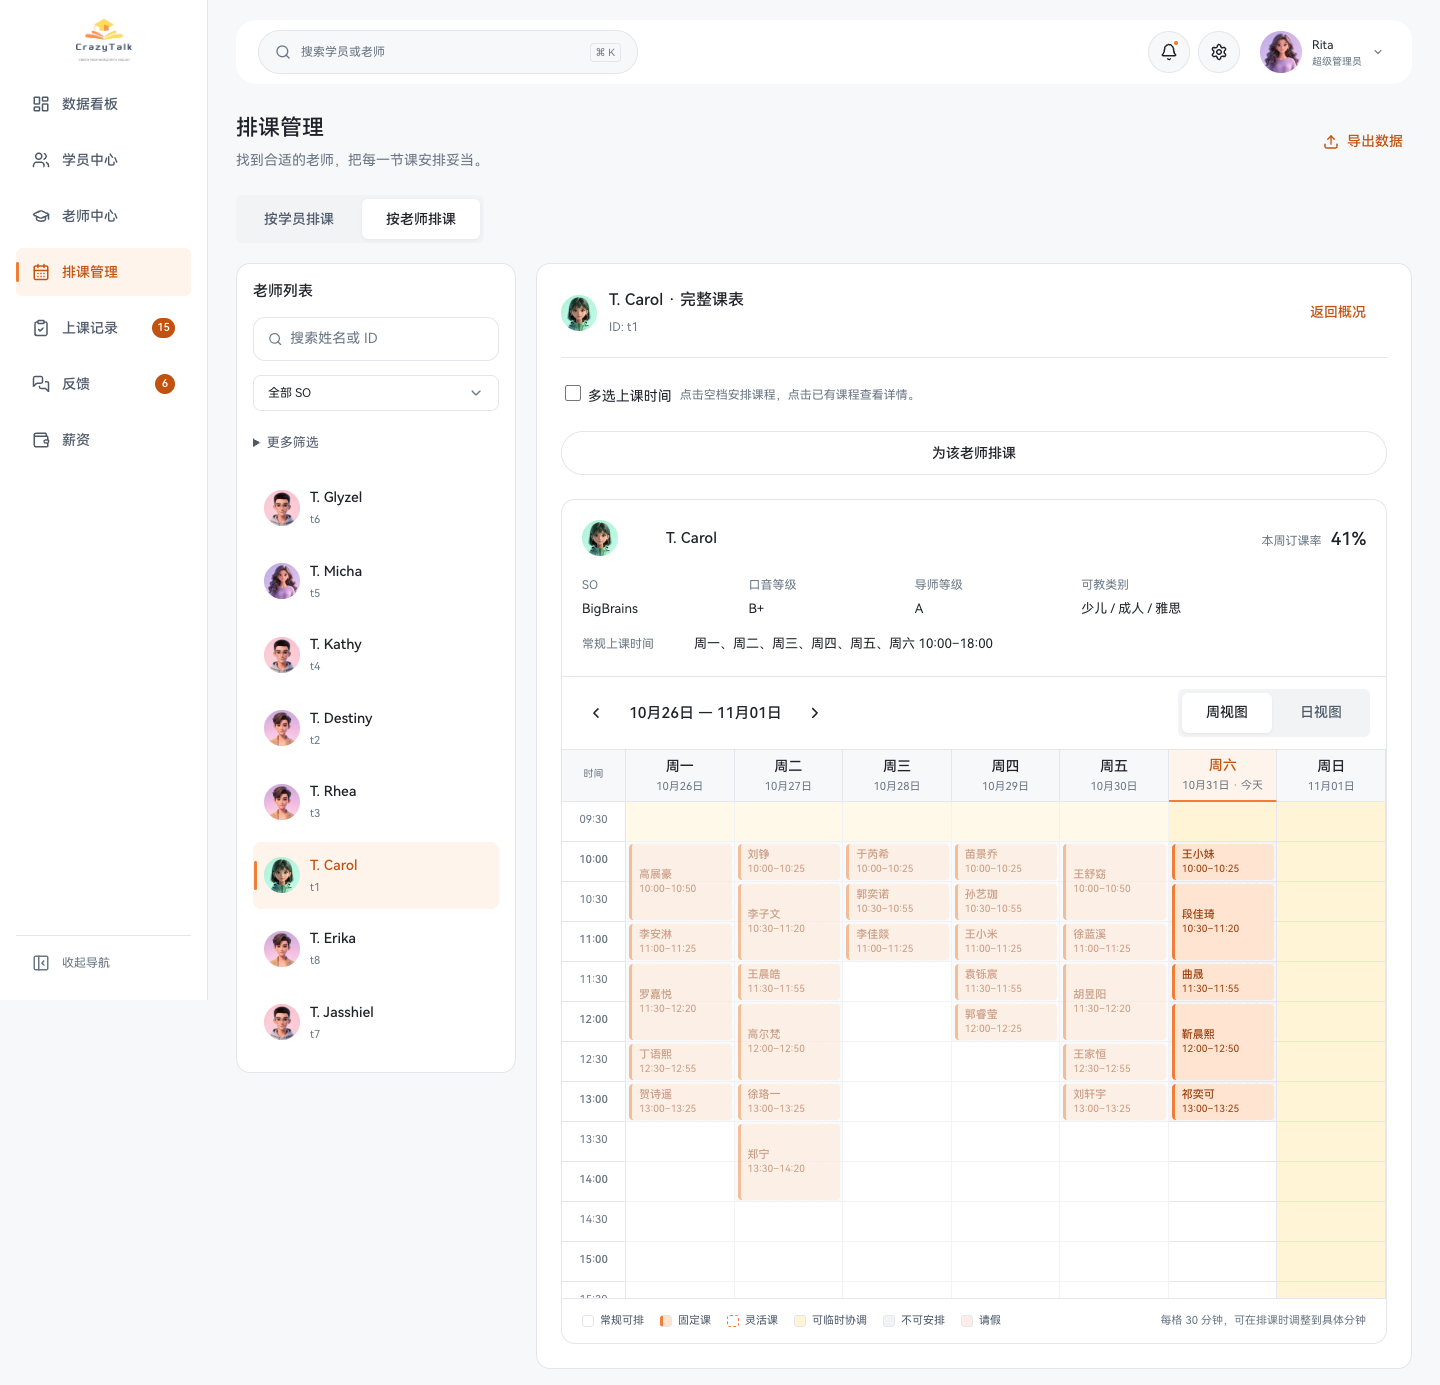 CrazyTalk
数据看板
学员中心
老师中心
排课管理
上课记录 15
反馈 6
薪资
收起导航
搜索学员或老师 ⌘ K
Rita
超级管理员
排课管理
找到合适的老师，把每一节课安排妥当。
导出数据
按学员排课 按老师排课
老师列表
搜索姓名或 ID
全部 SO
更多筛选
T. Glyzel
t6
T. Micha
t5
T. Kathy
t4
T. Destiny
t2
T. Rhea
t3
T. Carol
t1
T. Erika
t8
T. Jasshiel
t7
T. Carol · 完整课表
ID: t1
返回概况
多选上课时间 点击空档安排课程，点击已有课程查看详情。
为该老师排课
T. Carol
本周订课率 41%
SO 口音等级 导师等级 可教类别
BigBrains B+ A 少儿 / 成人 / 雅思
常规上课时间 周一、周二、周三、周四、周五、周六 10:00–18:00
10月26日 — 11月01日
周视图 日视图
时间 周一 周二 周三 周四 周五 周六 周日
10月26日 10月27日 10月28日 10月29日 10月30日 10月31日 · 今天 11月01日
09:30
10:00
10:30
11:00
11:30
12:00
12:30
13:00
13:30
14:00
14:30
15:00
15:30
高展豪
10:00–10:50
李安淋
11:00–11:25
罗嘉悦
11:30–12:20
丁语熙
12:30–12:55
贺诗遥
13:00–13:25
刘铮
10:00–10:25
李子文
10:30–11:20
王晨皓
11:30–11:55
高尔梵
12:00–12:50
徐珞一
13:00–13:25
郑宁
13:30–14:20
于芮希
10:00–10:25
郭奕诺
10:30–10:55
李佳燚
11:00–11:25
苗景乔
10:00–10:25
孙艺珈
10:30–10:55
王小米
11:00–11:25
袁铄宸
11:30–11:55
郭睿莹
12:00–12:25
王舒窈
10:00–10:50
徐蓝溪
11:00–11:25
胡昱阳
11:30–12:20
王家恒
12:30–12:55
刘轩宇
13:00–13:25
王小妹
10:00–10:25
段佳琦
10:30–11:20
曲晟
11:30–11:55
靳晨熙
12:00–12:50
祁奕可
13:00–13:25
常规可排 固定课 灵活课 可临时协调 不可安排 请假
每格 30 分钟，可在排课时调整到具体分钟